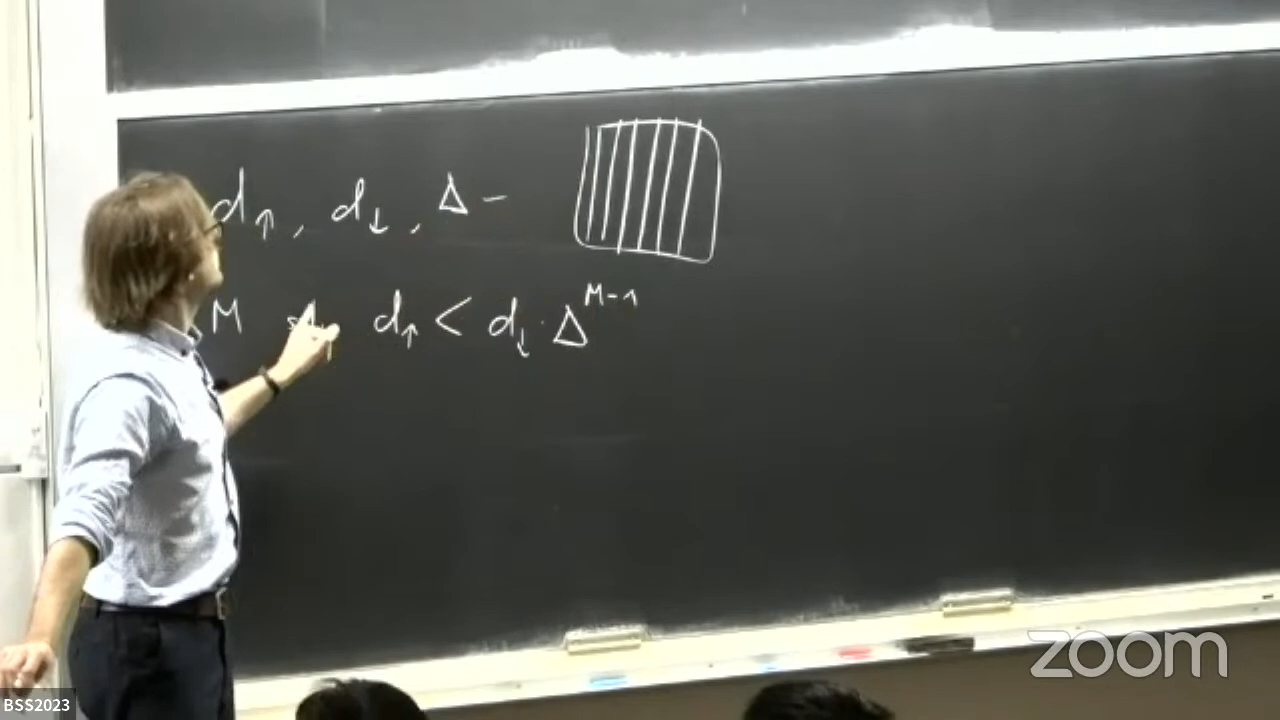 d↑, d↓, Δ –
M d↑ < d↓ · Δ^{M-1}
zoom
BSS2023